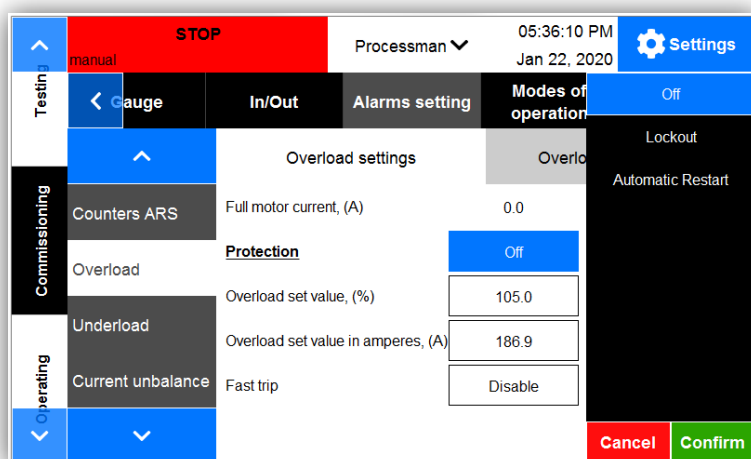 STOP
manual
Processman
05:36:10 PM
Jan 22, 2020
Settings
Testing
Commissioning
Operating
Gauge
In/Out
Alarms setting
Modes of
operation
Off
Lockout
Automatic Restart
Overload settings
Overlo
Counters ARS
Overload
Underload
Current unbalance
Full motor current, (A)
0.0
Protection
Off
Overload set value, (%)
105.0
Overload set value in amperes, (A)
186.9
Fast trip
Disable
Cancel
Confirm